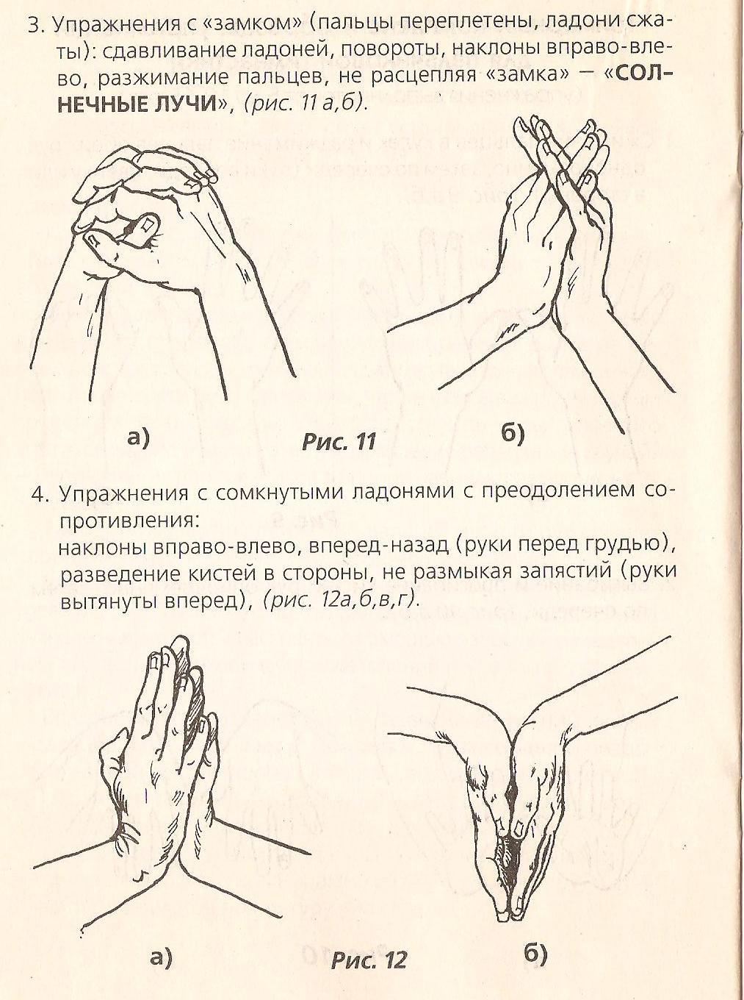 3. Упражнения с «замком» (пальцы переплетены, ладони сжа-
ты): сдавливание ладоней, повороты, наклоны вправо-вле-
во, разжимание пальцев, не расцепляя «замка» – «СОЛ-
НЕЧНЫЕ ЛУЧИ», (рис. 11 а,б).
а)
Рис. 11
б)
4. Упражнения с сомкнутыми ладонями с преодолением со-
противления:
наклоны вправо-влево, вперед-назад (руки перед грудью),
разведение кистей в стороны, не размыкая запястий (руки
вытянуты вперед), (рис. 12а,б,в,г).
а)
Рис. 12
б)